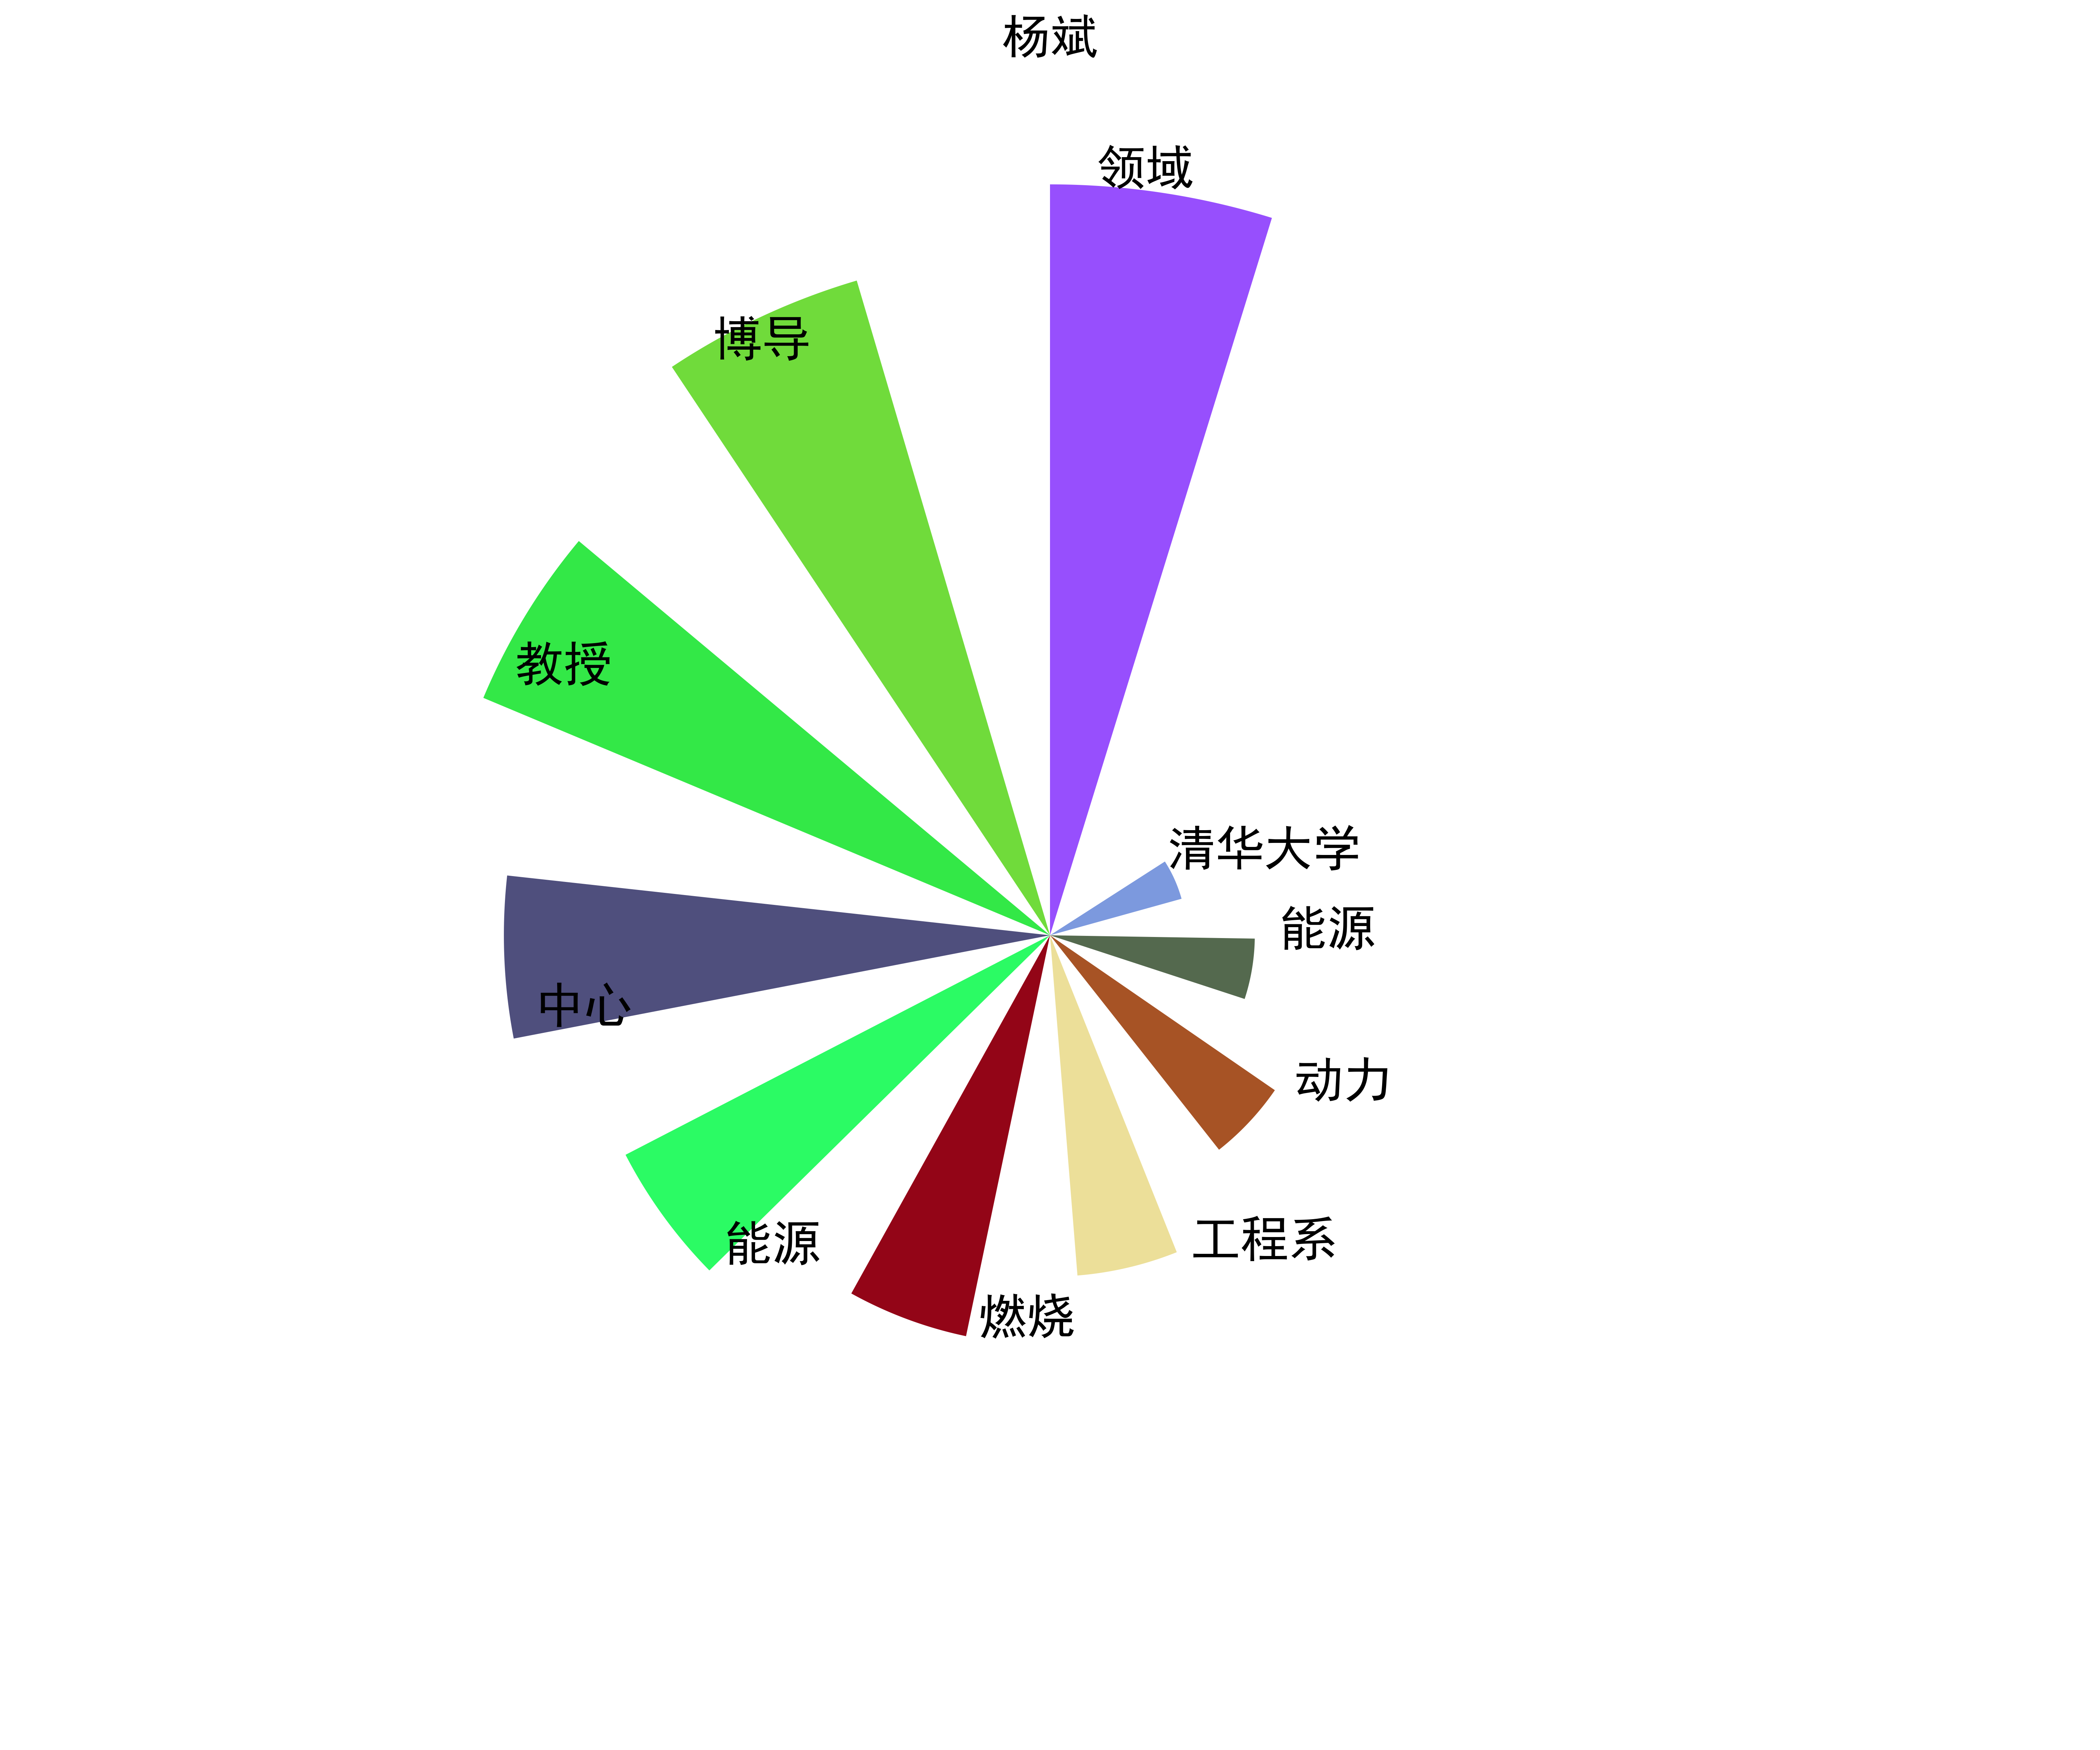 杨斌
领域
博导
教授
清华大学
能源
中心
动力
能源
工程系
燃烧